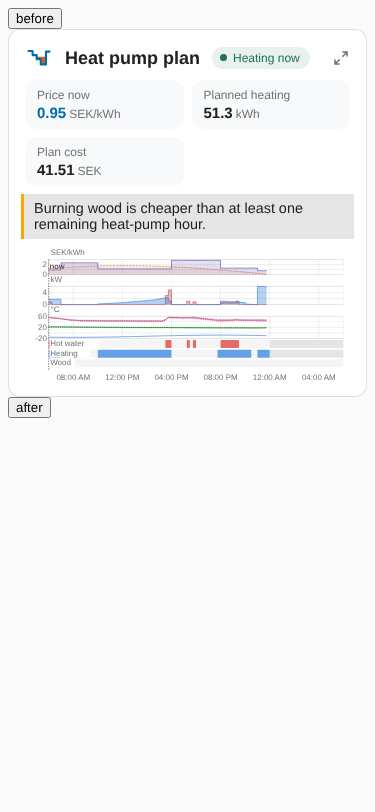 before
Heat pump plan
Heating now
Price now
0.95 SEK/kWh
Planned heating
51.3 kWh
Plan cost
41.51 SEK
Burning wood is cheaper than at least one
remaining heat-pump hour.
SEK/kWh
2
now
0
kW
4
0
°C
60
20
-20
Hot water
Heating
Wood
08:00 AM 12:00 PM 04:00 PM 08:00 PM 12:00 AM 04:00 AM
after